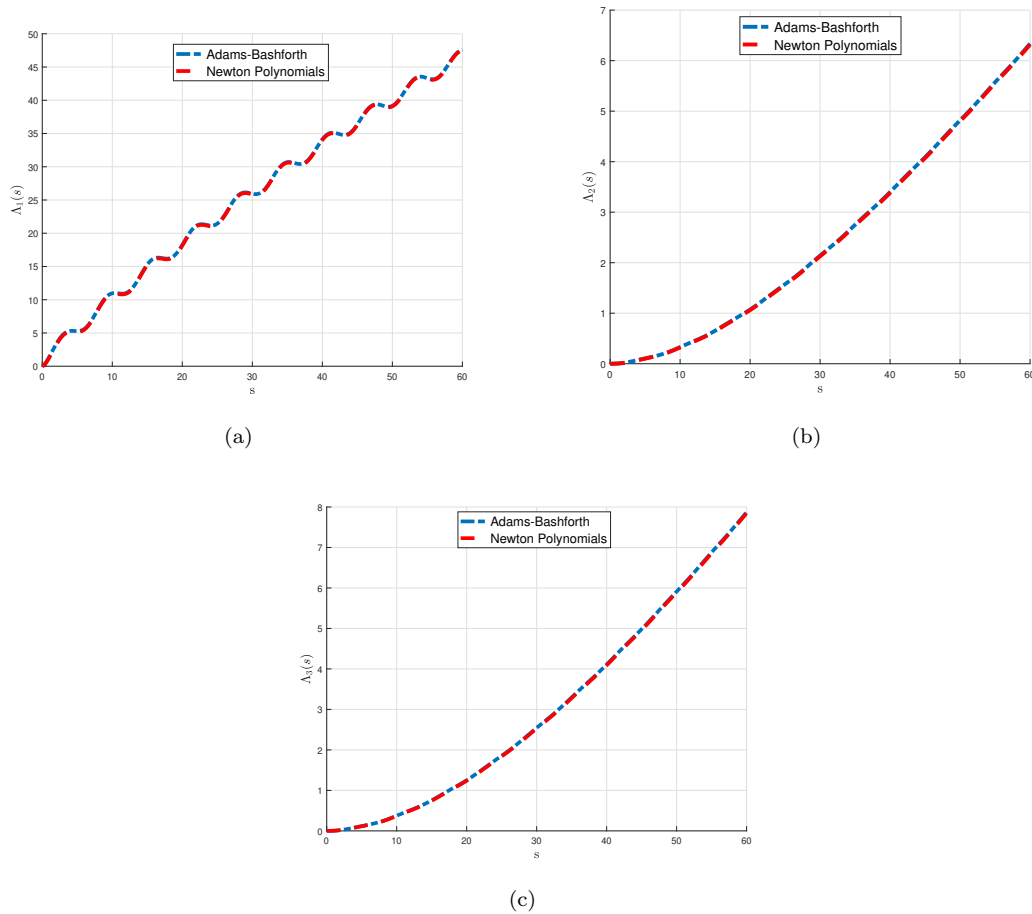 Adams-Bashforth
Newton Polynomials
50
45
40
35
30
25
20
15
10
5
0
Λ₁(s)
0 10 20 30 40 50 60
s
(a)
Adams-Bashforth
Newton Polynomials
7
6
5
4
3
2
1
0
Λ₂(s)
0 10 20 30 40 50 60
s
(b)
Adams-Bashforth
Newton Polynomials
8
7
6
5
4
3
2
1
0
Λ₃(s)
0 10 20 30 40 50 60
s
(c)